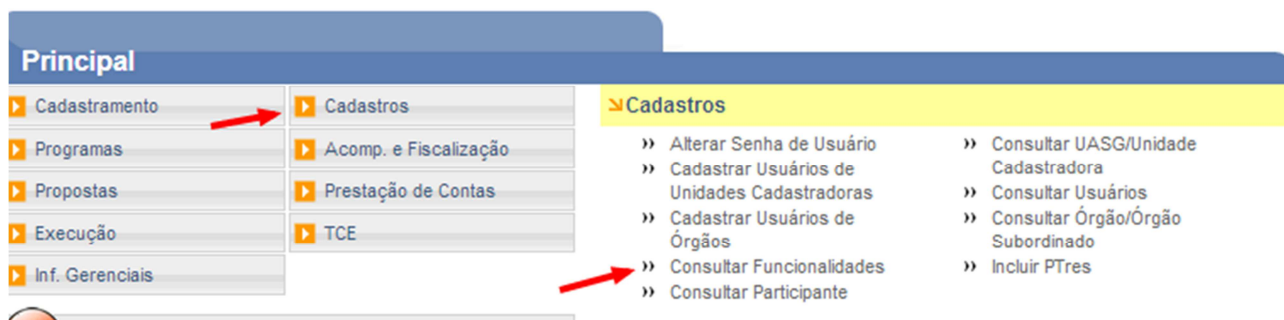 Principal
Cadastramento
Cadastros
Programas
Acomp. e Fiscalização
Propostas
Prestação de Contas
Execução
TCE
Inf. Gerenciais
Cadastros
Alterar Senha de Usuário
Cadastrar Usuários de
Unidades Cadastradoras
Cadastrar Usuários de
Órgãos
Consultar Funcionalidades
Consultar Participante
Consultar UASG/Unidade
Cadastradora
Consultar Usuários
Consultar Órgão/Órgão
Subordinado
Incluir PTres